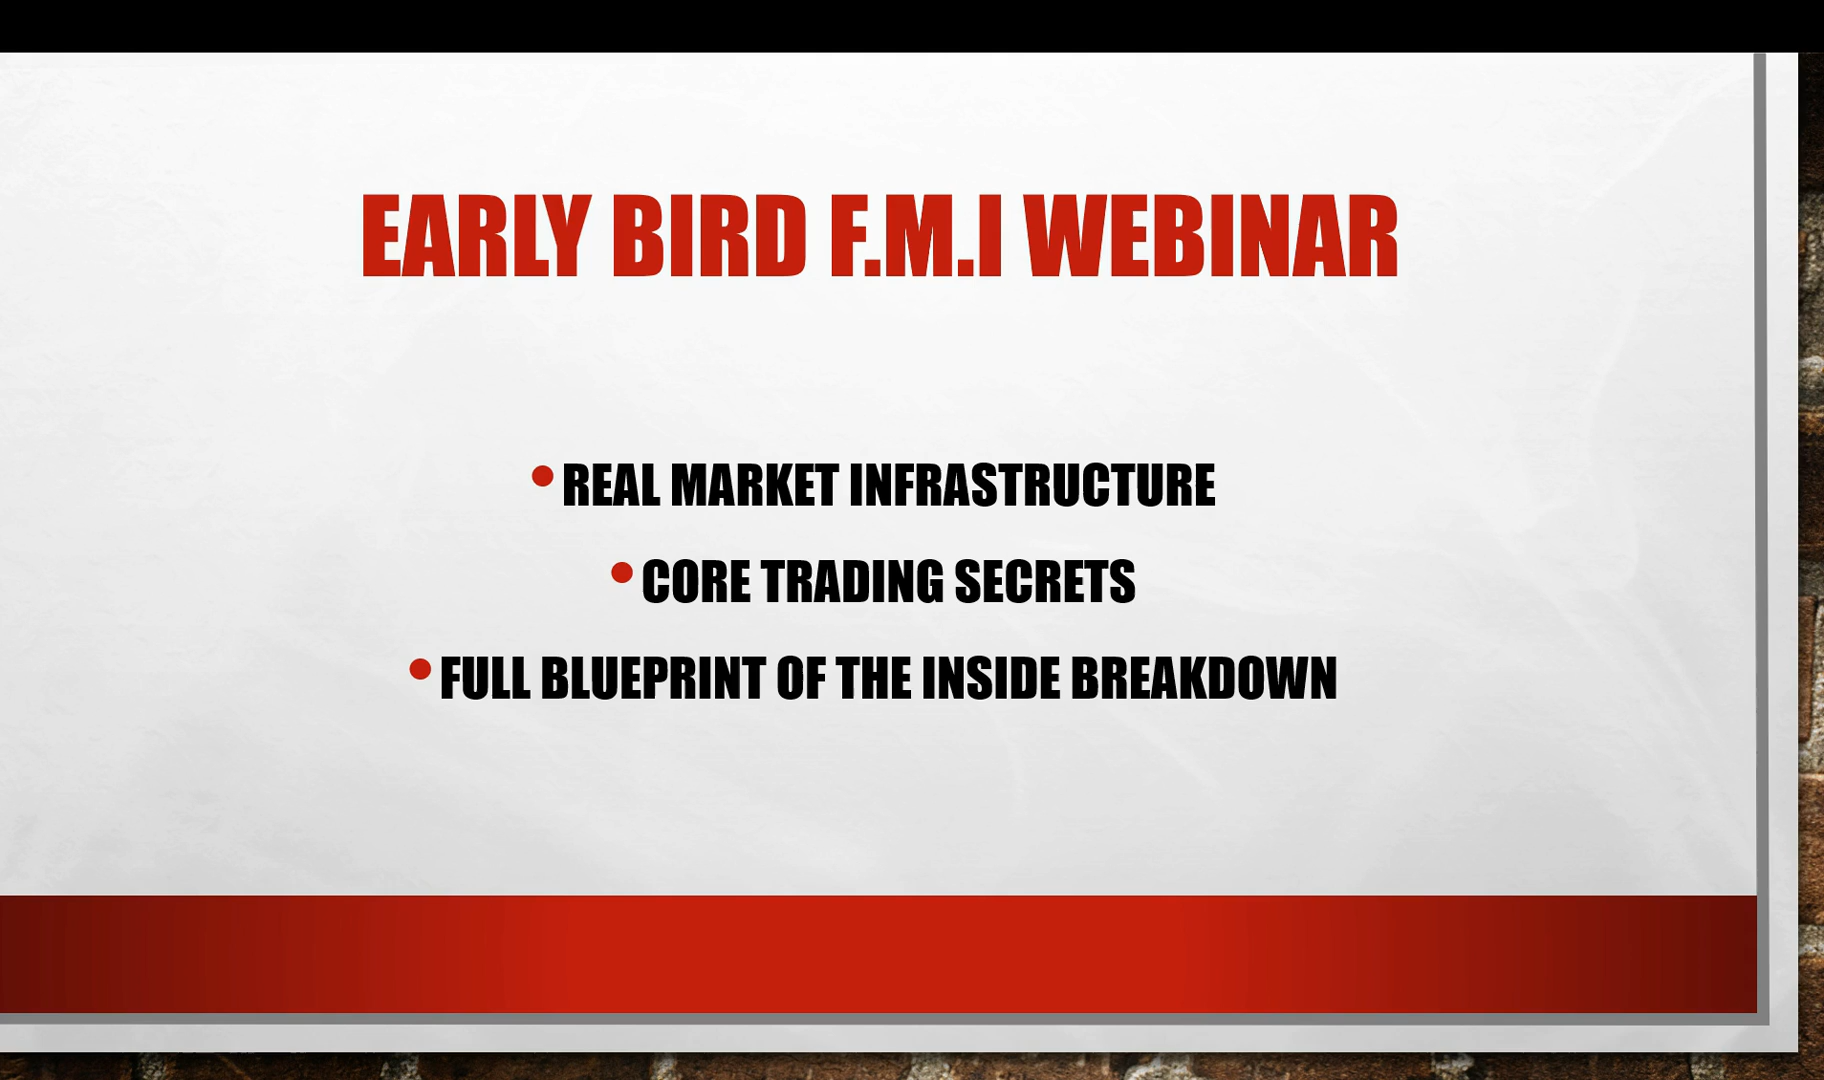 EARLY BIRD F.M.I WEBINAR
• REAL MARKET INFRASTRUCTURE
• CORE TRADING SECRETS
• FULL BLUEPRINT OF THE INSIDE BREAKDOWN